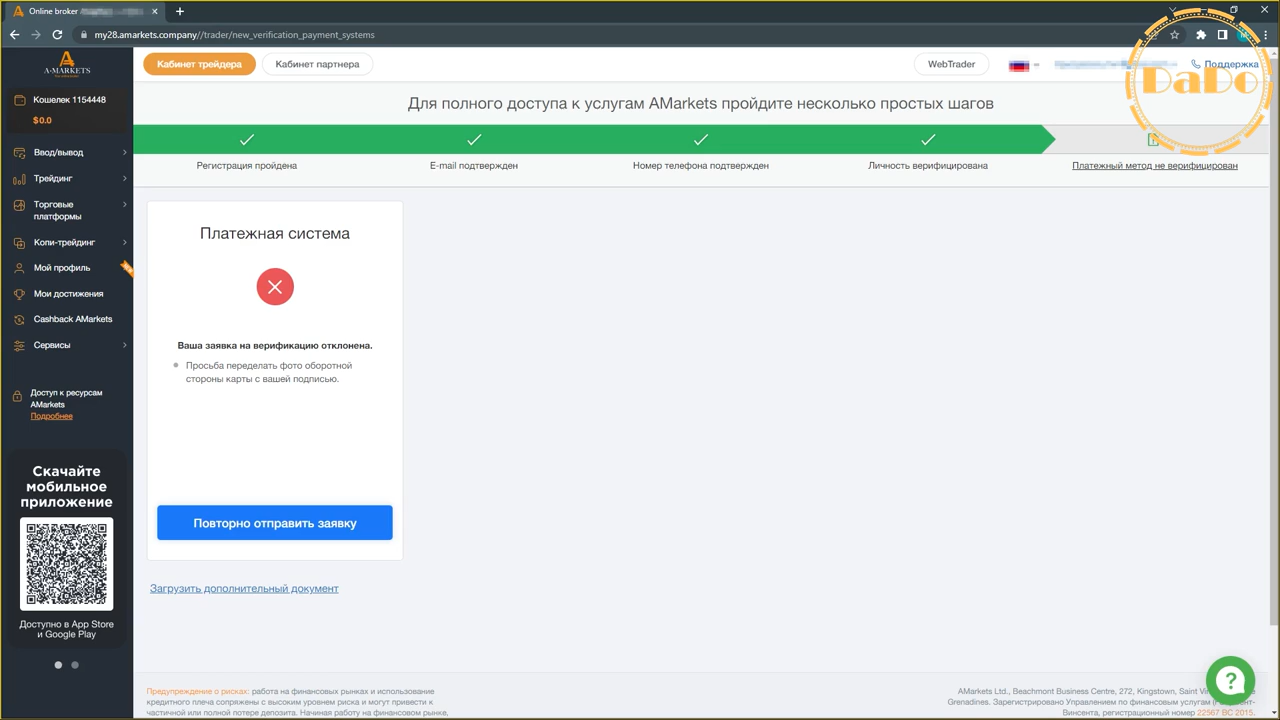 Online broker
my28.amarkets.company//trader/new_verification_payment_systems
A-MARKETS
Кабинет трейдера
Кабинет партнера
WebTrader
Поддержка
DaDo
Кошелек 1154448
$0.0
Для полного доступа к услугам AMarkets пройдите несколько простых шагов
Регистрация пройдена
E-mail подтвержден
Номер телефона подтвержден
Личность верифицирована
Платежный метод не верифицирован
Ввод/вывод
Трейдинг
Торговые
платформы
Копи-трейдинг
Мой профиль
Мои достижения
Cashback AMarkets
Сервисы
Доступ к ресурсам
AMarkets
Подробнее
Скачайте
мобильное
приложение
Доступно в App Store
и Google Play
Платежная система
Ваша заявка на верификацию отклонена.
Просьба переделать фото оборотной
стороны карты с вашей подписью.
Повторно отправить заявку
Загрузить дополнительный документ
Предупреждение о рисках: работа на финансовых рынках и использование
кредитного плеча сопряжены с высоким уровнем риска и могут привести к
частичной или полной потере депозита. Начиная работу на финансовом рынке,
AMarkets Ltd., Beachmont Business Centre, 272, Kingstown, Saint
Grenadines. Зарегистрировано Управлением по финансовым услугам
Винсента, регистрационный номер 22567 BC 2015.